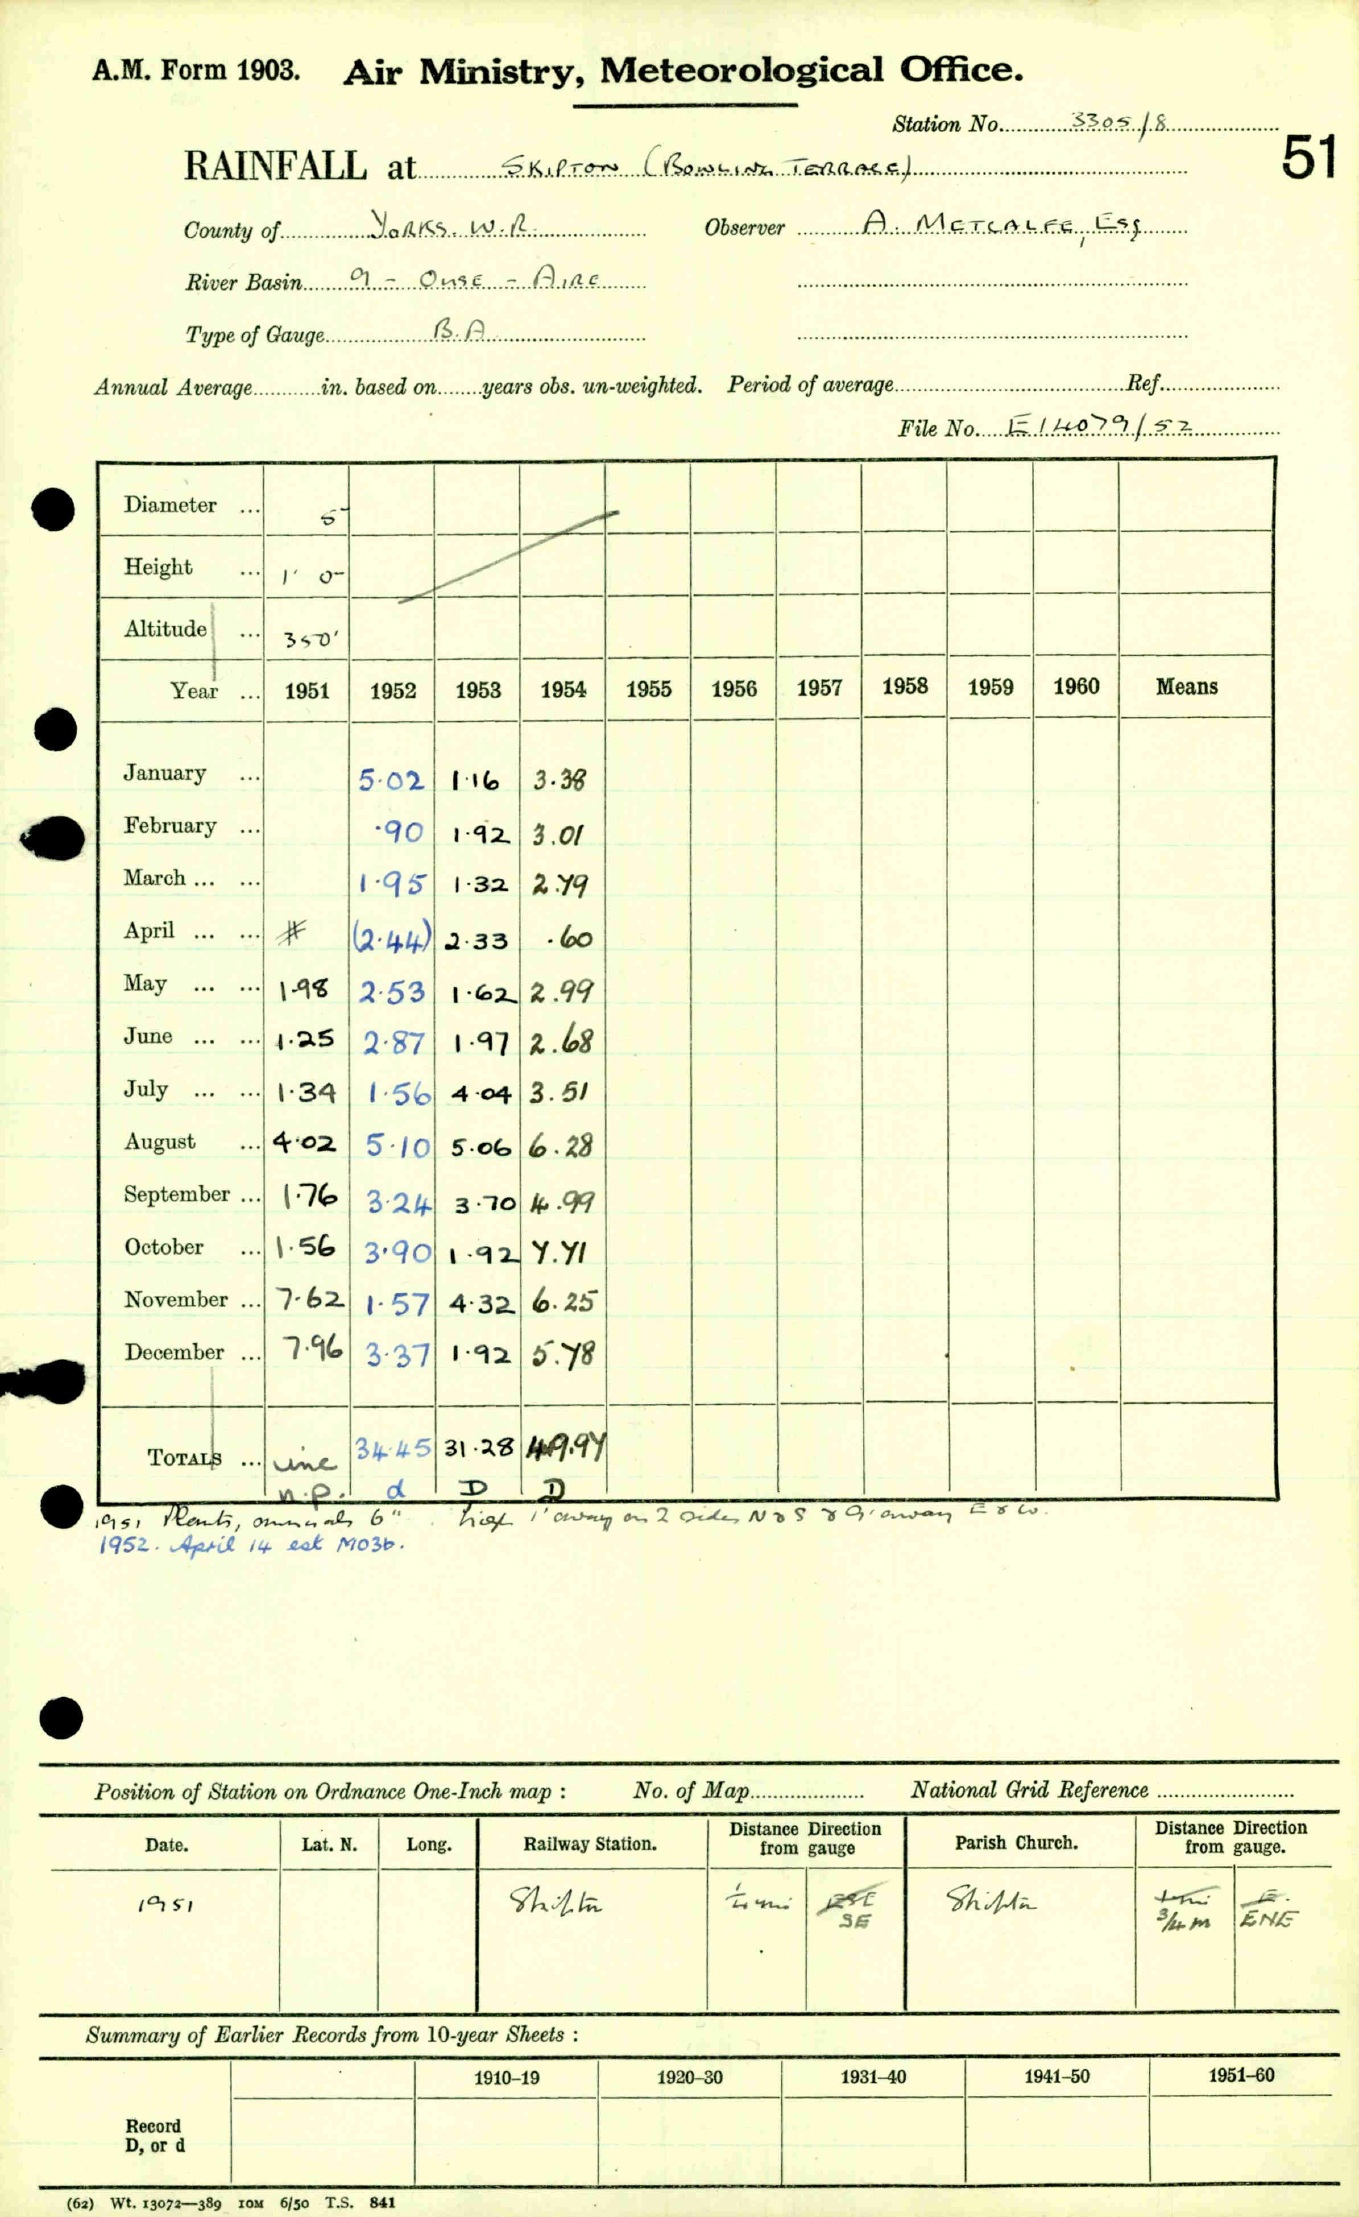 A.M. Form 1903. Air Ministry, Meteorological Office.
Station No. 3305/8
51
RAINFALL at SKIPTON (BOWLING TERRACE)
County of YORKS. W.R. Observer A. METCALFE, Esq
River Basin 9 - OUSE - AIRE
Type of Gauge B.A
Annual Average in. based on years obs. un-weighted. Period of average Ref.
File No. E14079/52
Diameter ... 5
Height ... 1' 0
Altitude ... 350'
Year ... 1951 1952 1953 1954 1955 1956 1957 1958 1959 1960 Means
January ... 5.02 1.16 3.38
February ... .90 1.92 3.01
March ... ... 1.95 1.32 2.79
April ... ... # (2.44) 2.33 .60
May ... ... 1.98 2.53 1.62 2.99
June ... ... 1.25 2.87 1.97 2.68
July ... ... 1.34 1.56 4.04 3.51
August ... 4.02 5.10 5.06 6.28
September ... 1.76 3.24 3.70 4.99
October ... 1.56 3.90 1.92 7.71
November ... 7.62 1.57 4.32 6.25
December ... 7.96 3.37 1.92 5.78
TOTALS ... inc 34.45 31.28 49.97
n.p. d D D
1951 Plants, 6" 1' away on 2 sides N & S & 9' away E & W.
1952. April 14 est MO3b.
Position of Station on Ordnance One-Inch map : No. of Map National Grid Reference
Date. Lat. N. Long. Railway Station. Distance Direction from gauge Parish Church. Distance Direction from gauge.
1951 Skipton 1/10 mi ESE Skipton 1 mi E.
SE 3/4 m ENE
Summary of Earlier Records from 10-year Sheets :
1910–19 1920–30 1931–40 1941–50 1951–60
Record
D, or d
(62) Wt. 13072—389 10M 6/50 T.S. 841